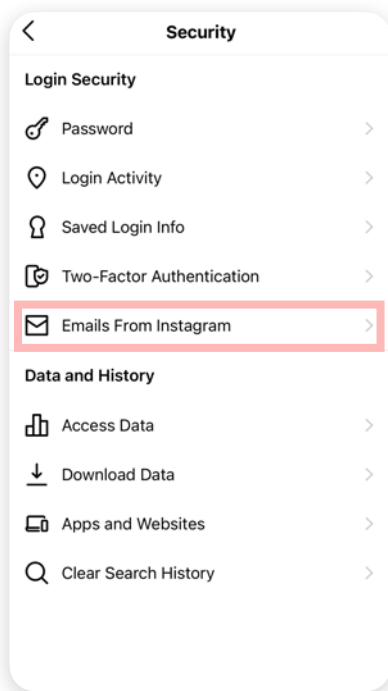 Security
Login Security
Password
Login Activity
Saved Login Info
Two-Factor Authentication
Emails From Instagram
Data and History
Access Data
Download Data
Apps and Websites
Clear Search History